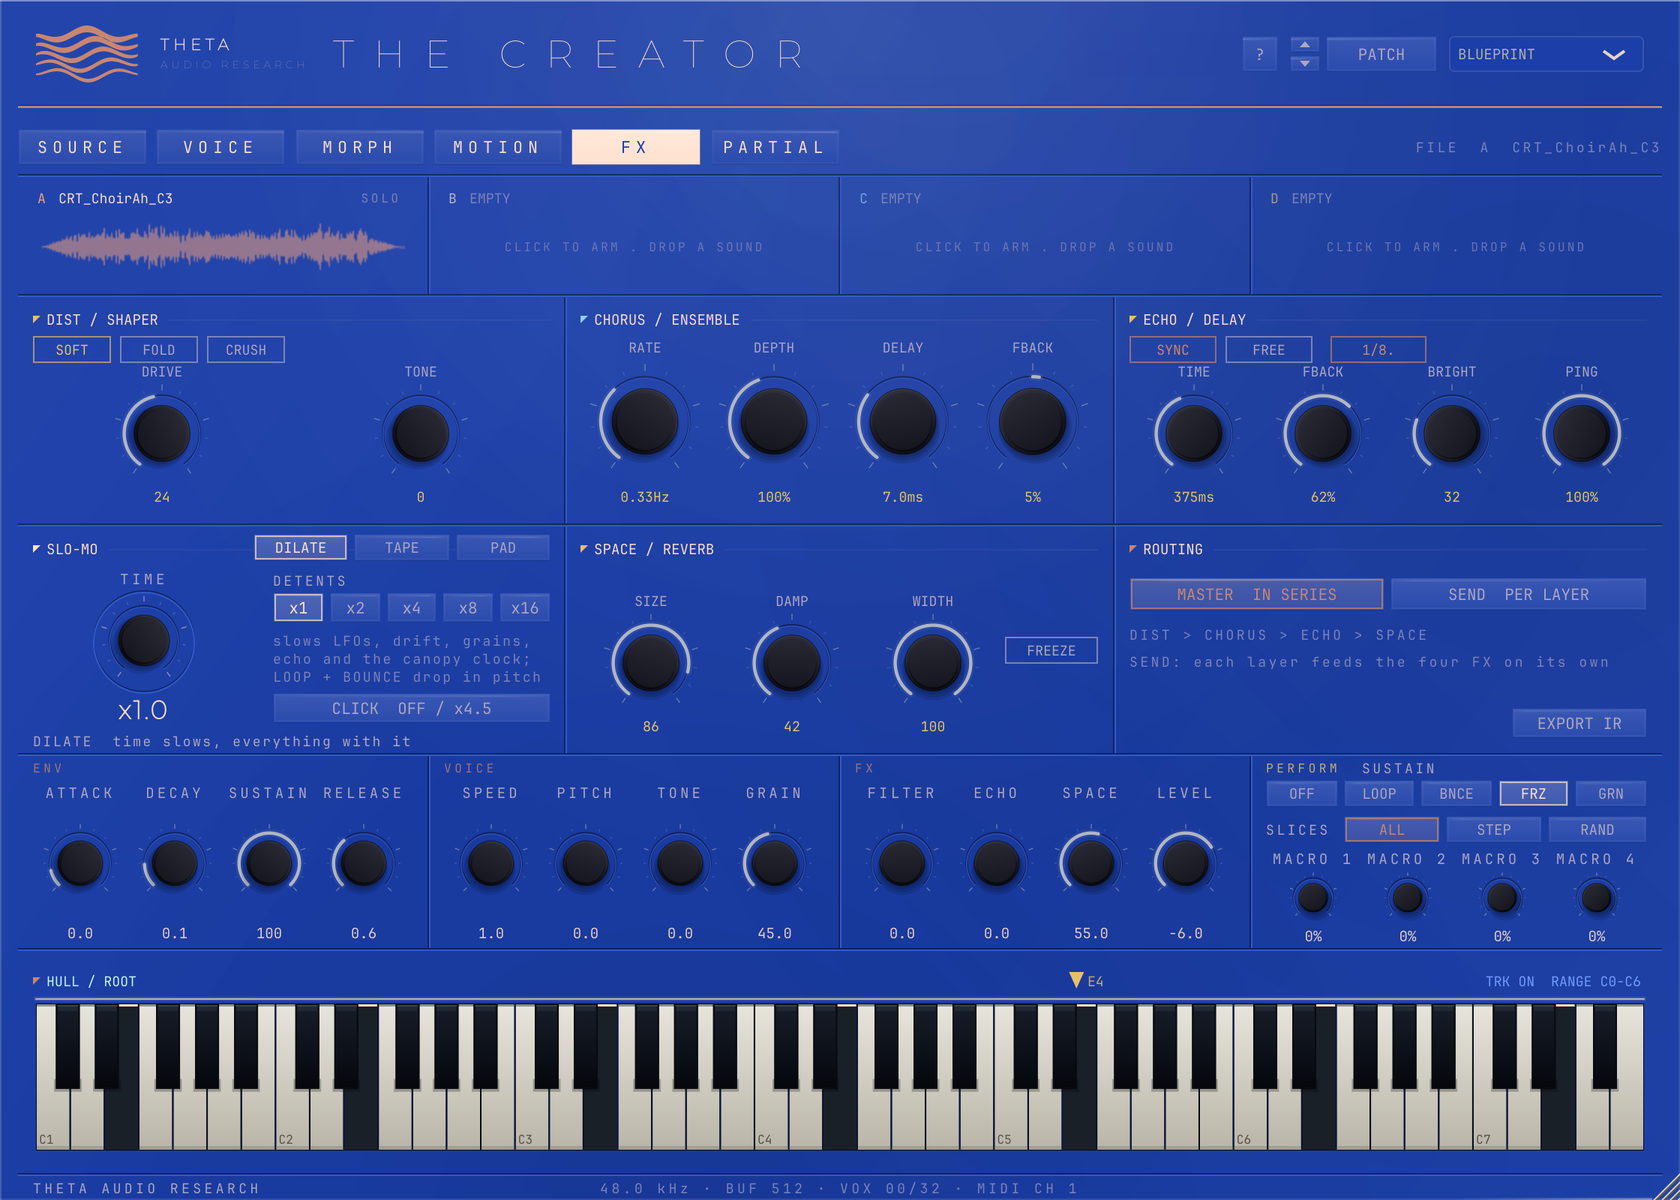 THETA
AUDIO RESEARCH
THE CREATOR
?
PATCH
BLUEPRINT
SOURCE
VOICE
MORPH
MOTION
FX
PARTIAL
FILE A CRT_ChoirAh_C3
A CRT_ChoirAh_C3 SOLO
B EMPTY
CLICK TO ARM . DROP A SOUND
C EMPTY
CLICK TO ARM . DROP A SOUND
D EMPTY
CLICK TO ARM . DROP A SOUND
DIST / SHAPER
SOFT FOLD CRUSH
DRIVE TONE
24 0
CHORUS / ENSEMBLE
RATE DEPTH DELAY FBACK
0.33Hz 100% 7.0ms 5%
ECHO / DELAY
SYNC FREE 1/8.
TIME FBACK BRIGHT PING
375ms 62% 32 100%
SLO-MO
DILATE TAPE PAD
TIME
x1.0
DETENTS
x1 x2 x4 x8 x16
slows LFOs, drift, grains,
echo and the canopy clock;
LOOP + BOUNCE drop in pitch
CLICK OFF / x4.5
DILATE time slows, everything with it
SPACE / REVERB
SIZE DAMP WIDTH
FREEZE
86 42 100
ROUTING
MASTER IN SERIES
SEND PER LAYER
DIST > CHORUS > ECHO > SPACE
SEND: each layer feeds the four FX on its own
EXPORT IR
ENV
ATTACK DECAY SUSTAIN RELEASE
0.0 0.1 100 0.6
VOICE
SPEED PITCH TONE GRAIN
1.0 0.0 0.0 45.0
FX
FILTER ECHO SPACE LEVEL
0.0 0.0 55.0 -6.0
PERFORM SUSTAIN
OFF LOOP BNCE FRZ GRN
SLICES ALL STEP RAND
MACRO 1 MACRO 2 MACRO 3 MACRO 4
0% 0% 0% 0%
HULL / ROOT
E4
TRK ON RANGE C0-C6
C1 C2 C3 C4 C5 C6 C7
THETA AUDIO RESEARCH
48.0 kHz · BUF 512 · VOX 00/32 · MIDI CH 1